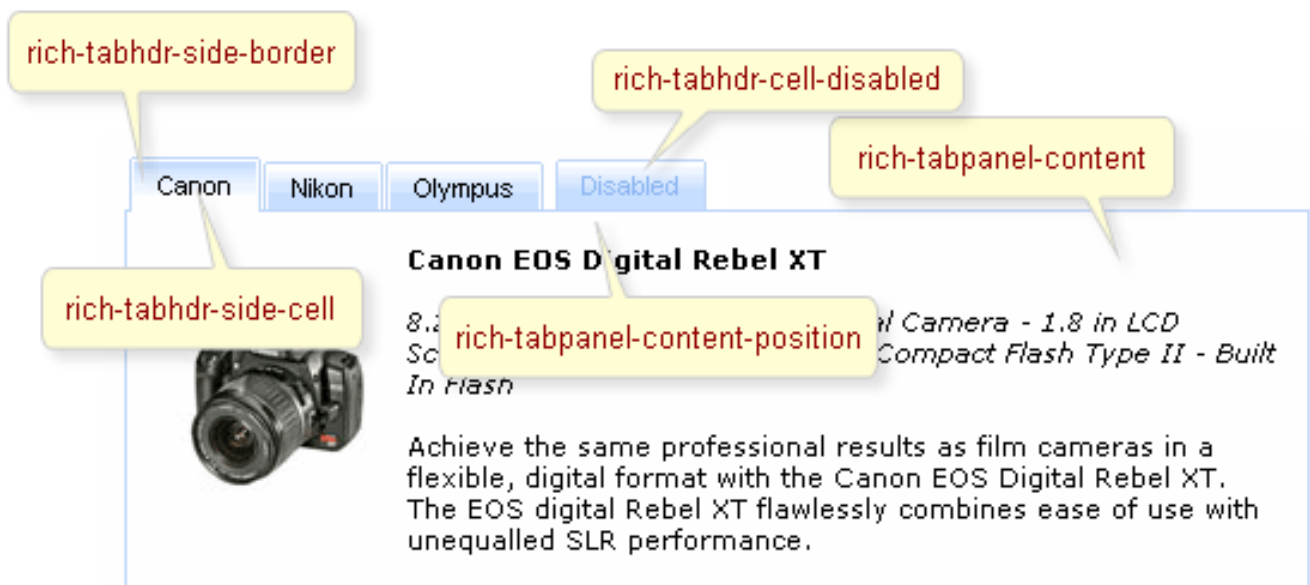 rich-tabhdr-side-border
rich-tabhdr-cell-disabled
rich-tabpanel-content
Canon Nikon Olympus Disabled
Canon EOS Digital Rebel XT
rich-tabhdr-side-cell
rich-tabpanel-content-position
Camera - 1.8 in LCD
Compact Flash Type II - Built
In Flash
Achieve the same professional results as film cameras in a
flexible, digital format with the Canon EOS Digital Rebel XT.
The EOS digital Rebel XT flawlessly combines ease of use with
unequalled SLR performance.